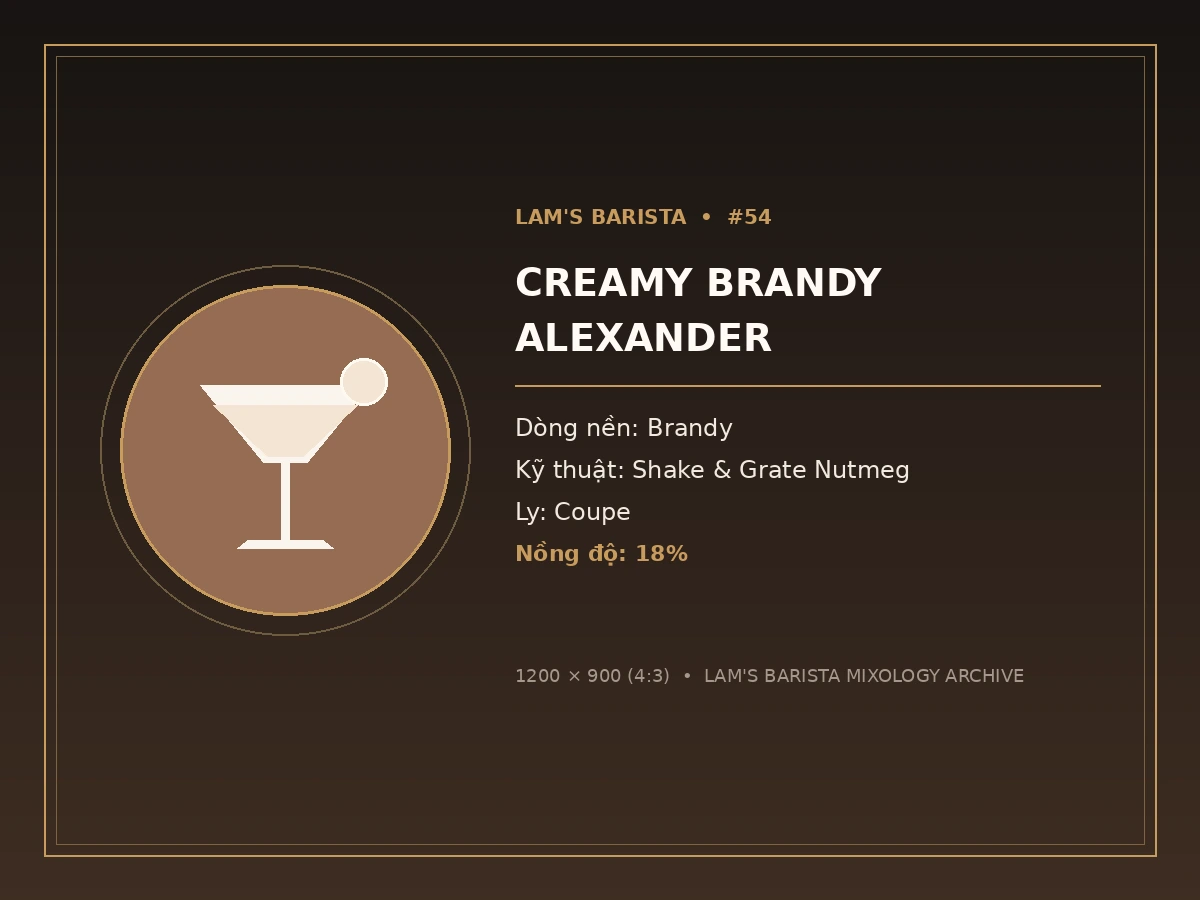 LAM'S BARISTA • #54
CREAMY BRANDY
ALEXANDER
Dòng nền: Brandy
Kỹ thuật: Shake & Grate Nutmeg
Ly: Coupe
Nồng độ: 18%
1200 × 900 (4:3) • LAM'S BARISTA MIXOLOGY ARCHIVE